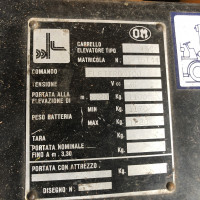 OM
CARRELLO
ELEVATORE TIPO
MATRICOLA N.
COMANDO
TENSIONE V cc
PORTATA ALLA Kg.
ELEVAZIONE DI m
MIN Kg.
PESO BATTERIA
MAX Kg.
TARA Kg.
PORTATA NOMINALE Kg.
FINO A m. 3,30
PORTATA CON ATTREZZO: Kg.
DISEGNO N.